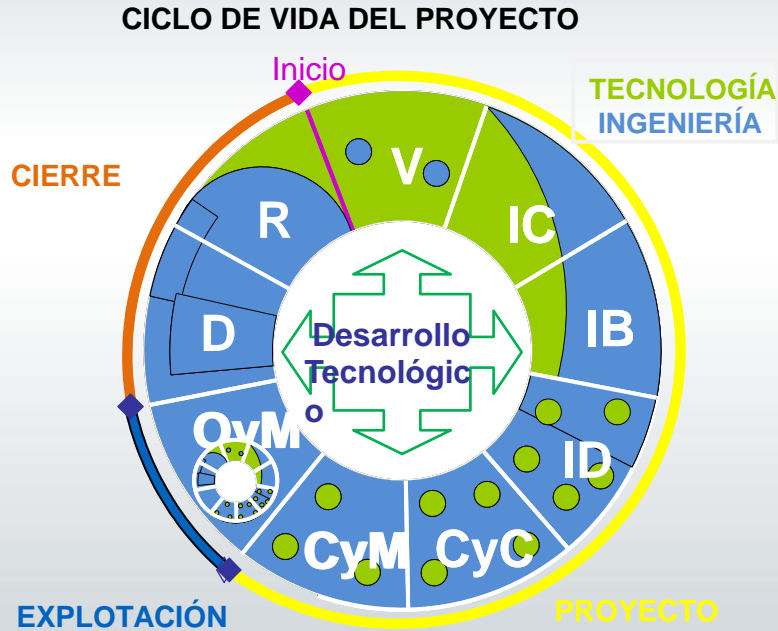 CICLO DE VIDA DEL PROYECTO
Inicio
TECNOLOGÍA
INGENIERÍA
CIERRE
V
R
IC
IB
D
Desarrollo
Tecnológic
o
OyM
ID
CyM
CyC
EXPLOTACIÓN
PROYECTO